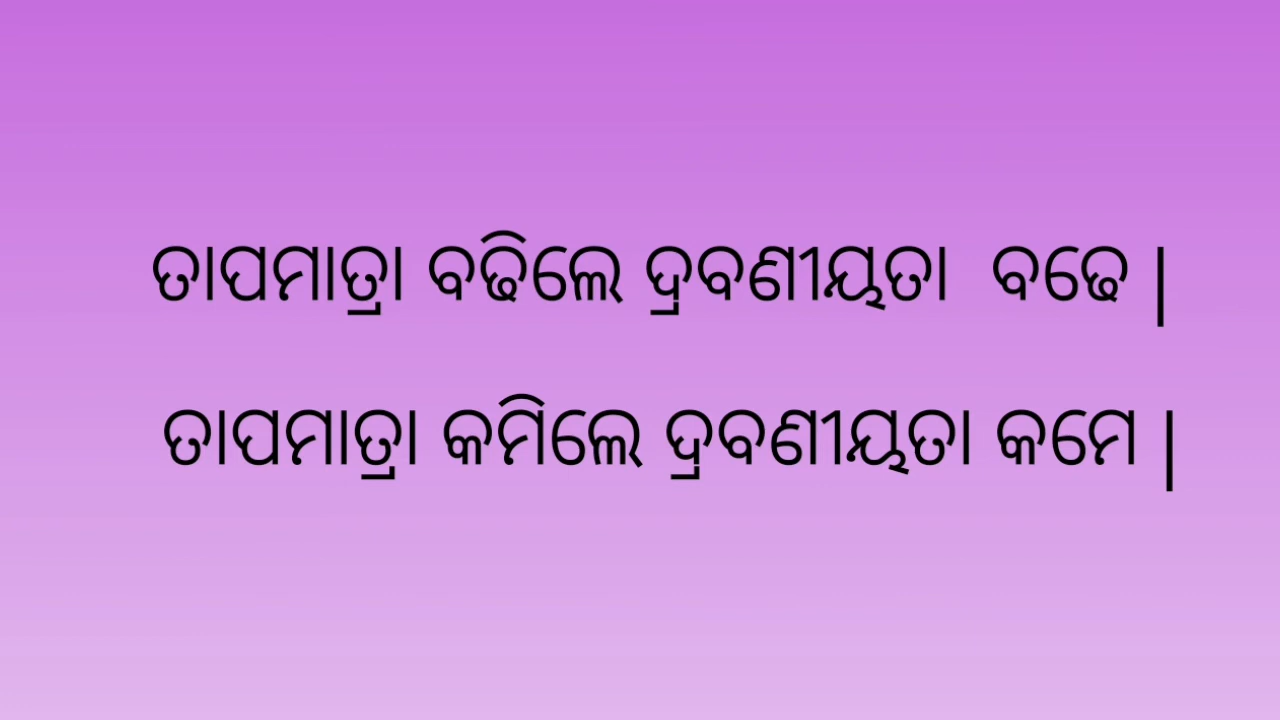 ତାପମାତ୍ରା ବଢିଲେ ଦ୍ରବଣୀୟତା ବଢେ |
ତାପମାତ୍ରା କମିଲେ ଦ୍ରବଣୀୟତା କମେ |